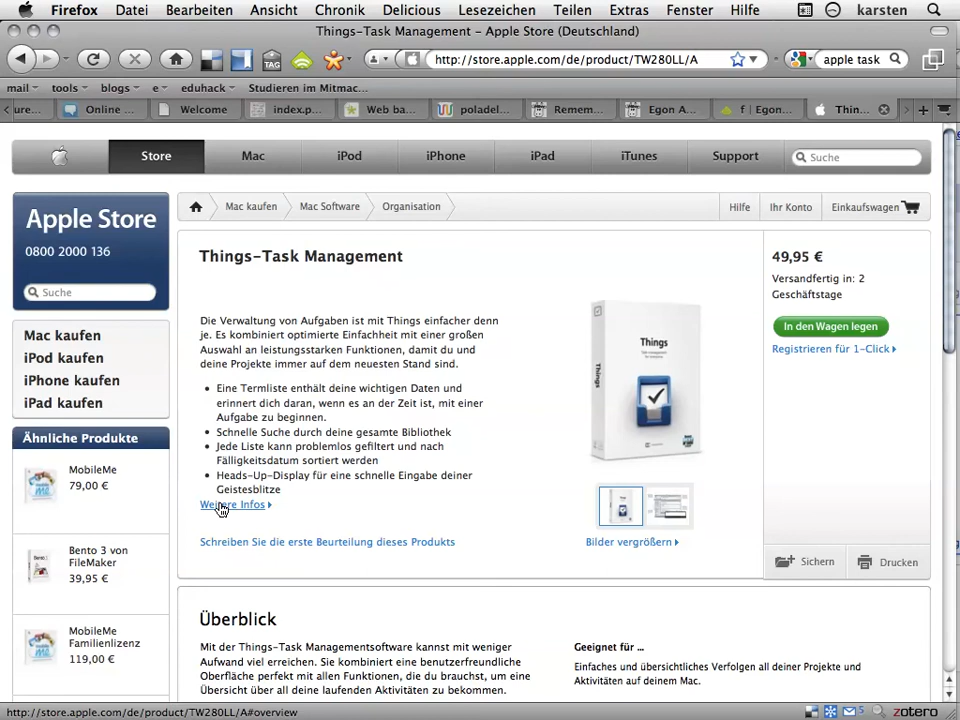 Firefox Datei Bearbeiten Ansicht Chronik Delicious Lesezeichen Teilen Extras Fenster Hilfe karsten
Things-Task Management – Apple Store (Deutschland)
http://store.apple.com/de/product/TW280LL/A apple task
mail tools blogs e eduhack Studieren im Mitmac...
ure... Online ... Welcome index.p... Web ba... poladel... Remem... Egon A... f | Egon... Thin...
Store Mac iPod iPhone iPad iTunes Support Suche
Apple Store
0800 2000 136
Suche
Mac kaufen Mac Software Organisation Hilfe Ihr Konto Einkaufswagen
Mac kaufen
iPod kaufen
iPhone kaufen
iPad kaufen
Ähnliche Produkte
MobileMe
79,00 €
Bento 3 von
FileMaker
39,95 €
MobileMe
Familienlizenz
119,00 €
Things-Task Management
Die Verwaltung von Aufgaben ist mit Things einfacher denn
je. Es kombiniert optimierte Einfachheit mit einer großen
Auswahl an leistungsstarken Funktionen, damit du und
deine Projekte immer auf dem neuesten Stand sind.
• Eine Termliste enthält deine wichtigen Daten und
erinnert dich daran, wenn es an der Zeit ist, mit einer
Aufgabe zu beginnen.
• Schnelle Suche durch deine gesamte Bibliothek
• Jede Liste kann problemlos gefiltert und nach
Fälligkeitsdatum sortiert werden
• Heads-Up-Display für eine schnelle Eingabe deiner
Geistesblitze
Weitere Infos
Schreiben Sie die erste Beurteilung dieses Produkts
Things
Things
Bilder vergrößern
49,95 €
Versandfertig in: 2
Geschäftstage
In den Wagen legen
Registrieren für 1-Click
Sichern Drucken
Überblick
Mit der Things-Task Managementsoftware kannst mit weniger
Aufwand viel erreichen. Sie kombiniert eine benutzerfreundliche
Oberfläche perfekt mit allen Funktionen, die du brauchst, um eine
Übersicht über all deine laufenden Aktivitäten zu bekommen.
Geeignet für ...
Einfaches und übersichtliches Verfolgen all deiner Projekte und
Aktivitäten auf deinem Mac.
http://store.apple.com/de/product/TW280LL/A#overview 5 zotero